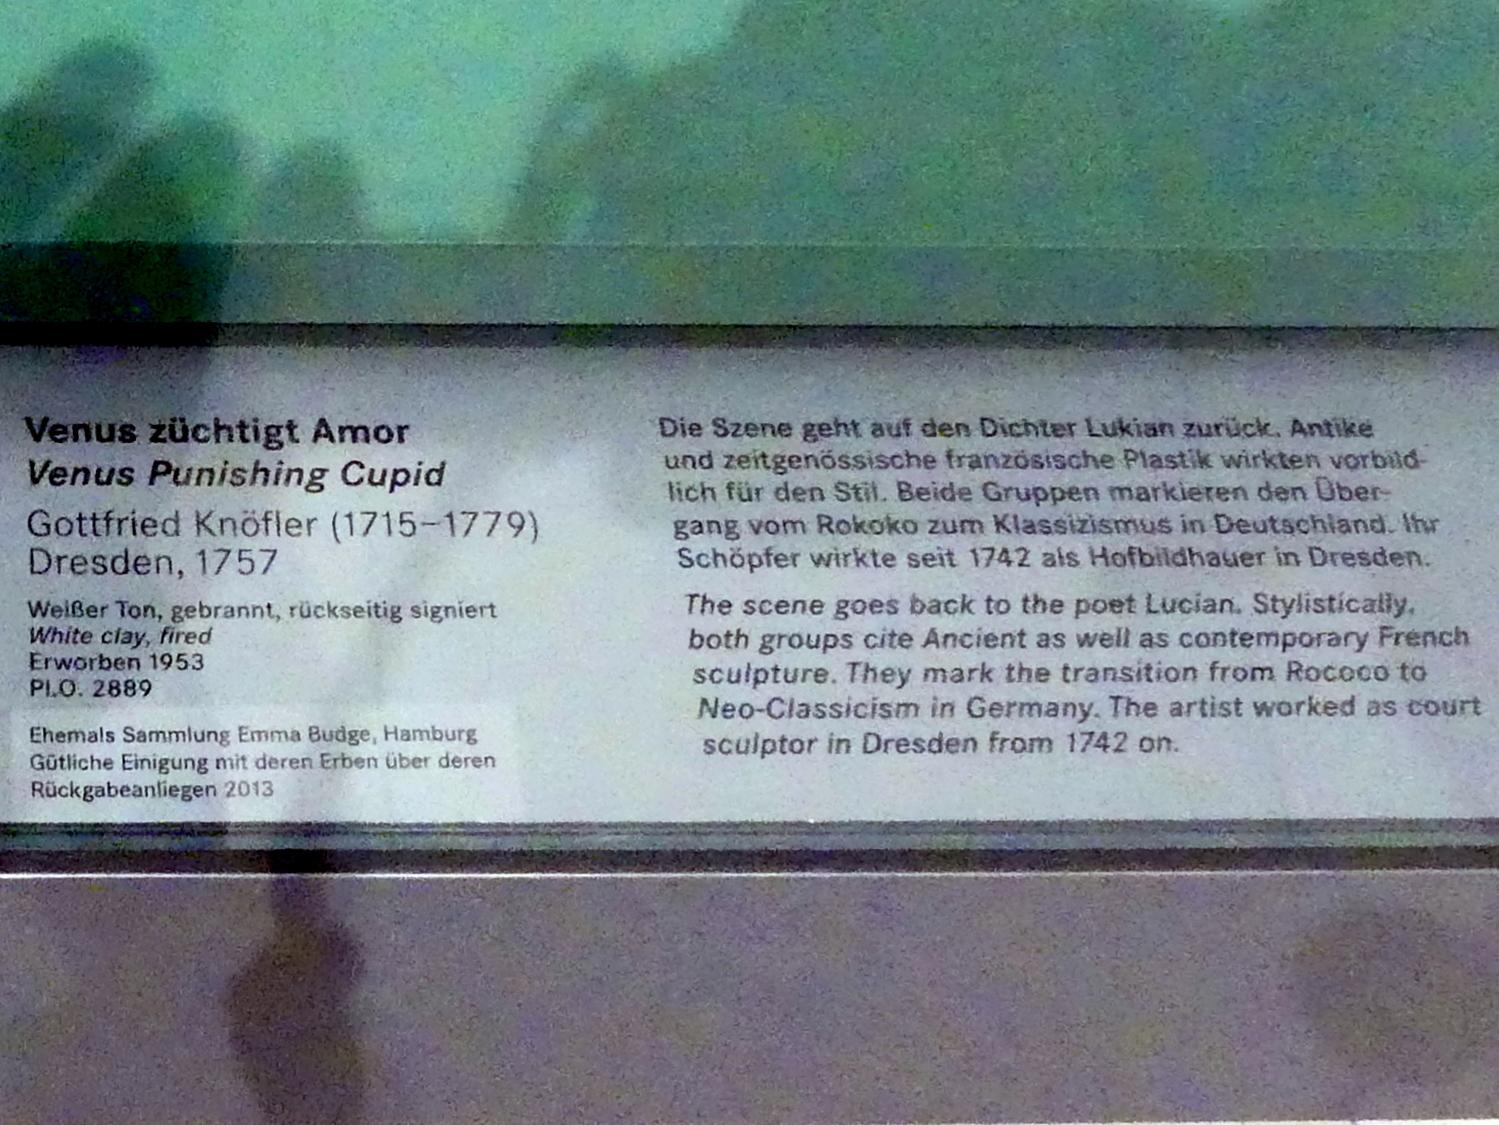 Venus züchtigt Amor
Venus Punishing Cupid
Gottfried Knöfler (1715–1779)
Dresden, 1757
Weißer Ton, gebrannt, rückseitig signiert
White clay, fired
Erworben 1953
Pl.O. 2889
Ehemals Sammlung Emma Budge, Hamburg
Gütliche Einigung mit deren Erben über deren
Rückgabeanliegen 2013
Die Szene geht auf den Dichter Lukian zurück. Antike
und zeitgenössische französische Plastik wirkten vorbild-
lich für den Stil. Beide Gruppen markieren den Über-
gang vom Rokoko zum Klassizismus in Deutschland. Ihr
Schöpfer wirkte seit 1742 als Hofbildhauer in Dresden.
The scene goes back to the poet Lucian. Stylistically,
both groups cite Ancient as well as contemporary French
sculpture. They mark the transition from Rococo to
Neo-Classicism in Germany. The artist worked as court
sculptor in Dresden from 1742 on.